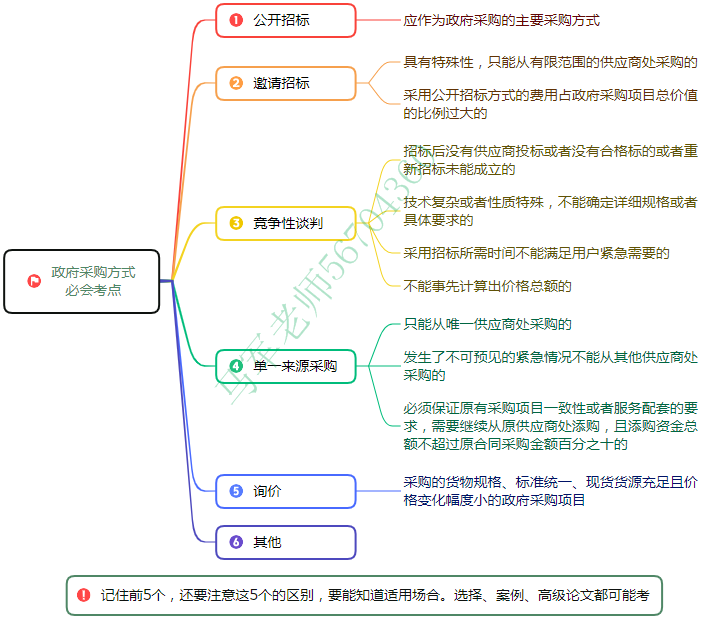 政府采购方式
必会考点
1 公开招标
应作为政府采购的主要采购方式
2 邀请招标
具有特殊性，只能从有限范围的供应商处采购的
采用公开招标方式的费用占政府采购项目总价值
的比例过大的
3 竞争性谈判
招标后没有供应商投标或者没有合格标的或者重
新招标未能成立的
技术复杂或者性质特殊，不能确定详细规格或者
具体要求的
采用招标所需时间不能满足用户紧急需要的
不能事先计算出价格总额的
4 单一来源采购
只能从唯一供应商处采购的
发生了不可预见的紧急情况不能从其他供应商处
采购的
必须保证原有采购项目一致性或者服务配套的要
求，需要继续从原供应商处添购，且添购资金总
额不超过原合同采购金额百分之十的
5 询价
采购的货物规格、标准统一、现货货源充足且价
格变化幅度小的政府采购项目
6 其他
记住前5个，还要注意这5个的区别，要能知道适用场合。选择、案例、高级论文都可能考